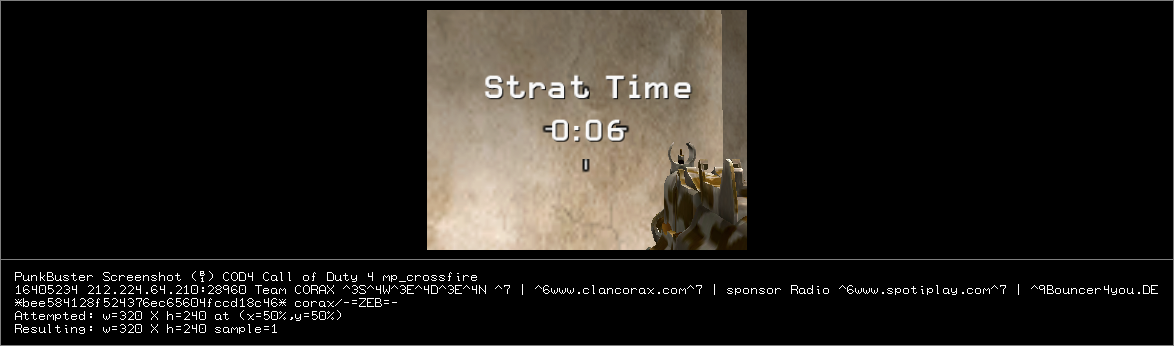 Strat Time
0:06
PunkBuster Screenshot (B|I) COD4 Call of Duty 4 mp_crossfire
16405234 212.224.64.210:28960 Team CORAX ^3S^4W^3E^4D^3E^4N ^7 | ^6www.clancorax.com^7 | sponsor Radio ^6www.spotiplay.com^7 | ^9Bouncer4you.DE
*bee584128f524376ec65604fccd18c46* corax/-=ZEB=-
Attempted: w=320 X h=240 at (x=50%,y=50%)
Resulting: w=320 X h=240 sample=1